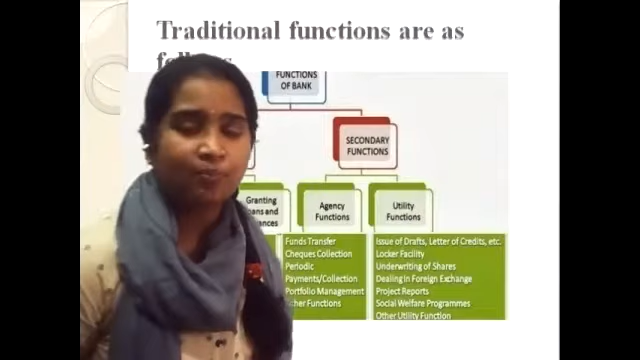 Traditional functions are as
FUNCTIONS
OF BANK
SECONDARY
FUNCTIONS
Granting
and
Agency
Functions
Utility
Functions
Funds Transfer
Cheques Collection
Periodic
Payments/Collection
Portfolio Management
Functions
Issue of Drafts, Letter of Credits, etc.
Locker Facility
Underwriting of Shares
Dealing in Foreign Exchange
Project Reports
Social Welfare Programmes
Other Utility Function